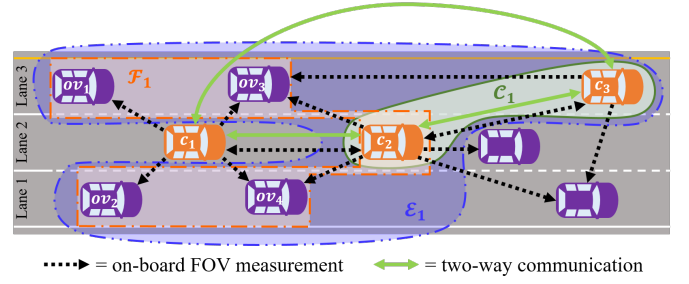 Lane 3
Lane 2
Lane 1
ov₁
ℱ₁
ov₃
𝒞₁
c₃
c₁
c₂
ov₂
ov₄
ℰ₁
= on-board FOV measurement
= two-way communication